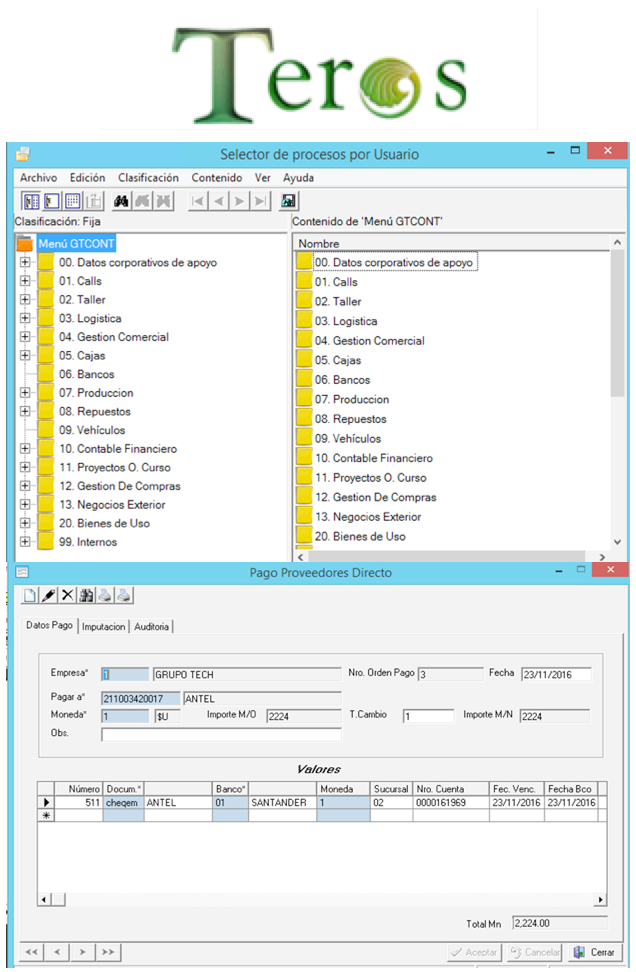 Teros
Selector de procesos por Usuario
Archivo Edición Clasificación Contenido Ver Ayuda
Clasificación: Fija
Menú GTCONT
00. Datos corporativos de apoyo
01. Calls
02. Taller
03. Logistica
04. Gestion Comercial
05. Cajas
06. Bancos
07. Produccion
08. Repuestos
09. Vehículos
10. Contable Financiero
11. Proyectos O. Curso
12. Gestion De Compras
13. Negocios Exterior
20. Bienes de Uso
99. Internos
Contenido de 'Menú GTCONT'
Nombre
00. Datos corporativos de apoyo
01. Calls
02. Taller
03. Logistica
04. Gestion Comercial
05. Cajas
06. Bancos
07. Produccion
08. Repuestos
09. Vehículos
10. Contable Financiero
11. Proyectos O. Curso
12. Gestion De Compras
13. Negocios Exterior
20. Bienes de Uso
Pago Proveedores Directo
Datos Pago Imputacion Auditoria
Empresa* 1 GRUPO TECH Nro. Orden Pago 3 Fecha 23/11/2016
Pagar a* 211003420017 ANTEL
Moneda* 1 $U Importe M/O 2224 T.Cambio 1 Importe M/N 2224
Obs.
Valores
Número Docum.* Banco* Moneda Sucursal Nro. Cuenta Fec. Venc. Fecha Bco
511 cheqem ANTEL 01 SANTANDER 1 02 0000161969 23/11/2016 23/11/2016
Total Mn 2,224.00
<< < > >> Aceptar Cancelar Cerrar